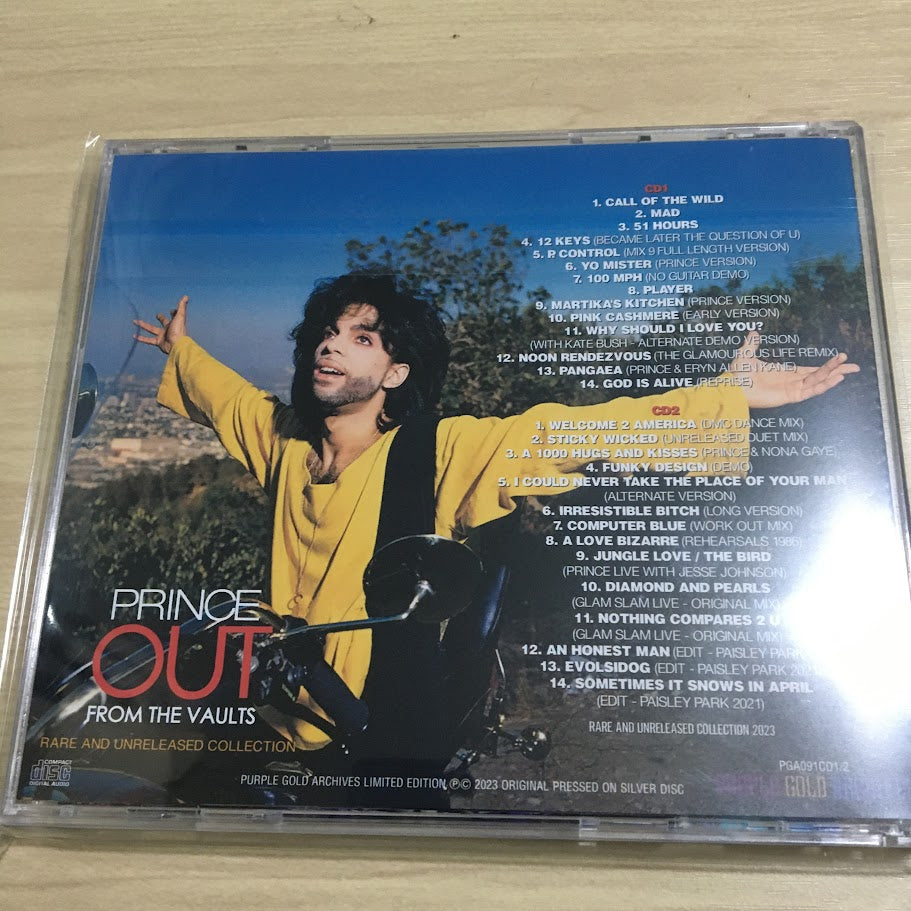 CD1
1. CALL OF THE WILD
2. MAD
3. 51 HOURS
4. 12 KEYS (BECAME LATER THE QUESTION OF U)
5. P. CONTROL (MIX 9 FULL LENGTH VERSION)
6. YO MISTER (PRINCE VERSION)
7. 100 MPH (NO GUITAR DEMO)
8. PLAYER
9. MARTIKA'S KITCHEN (PRINCE VERSION)
10. PINK CASHMERE (EARLY VERSION)
11. WHY SHOULD I LOVE YOU?
(WITH KATE BUSH - ALTERNATE DEMO VERSION)
12. NOON RENDEZVOUS (THE GLAMOUROUS LIFE REMIX)
13. PANGAEA (PRINCE & ERYN ALLEN KANE)
14. GOD IS ALIVE (REPRISE)
CD2
1. WELCOME 2 AMERICA (DMC DANCE MIX)
2. STICKY WICKED (UNRELEASED DUET MIX)
3. A 1000 HUGS AND KISSES (PRINCE & NONA GAYE)
4. FUNKY DESIGN (DEMO)
5. I COULD NEVER TAKE THE PLACE OF YOUR MAN
(ALTERNATE VERSION)
6. IRRESISTIBLE BITCH (LONG VERSION)
7. COMPUTER BLUE (WORK OUT MIX)
8. A LOVE BIZARRE (REHEARSALS 1986)
9. JUNGLE LOVE / THE BIRD
(PRINCE LIVE WITH JESSE JOHNSON)
10. DIAMOND AND PEARLS
(GLAM SLAM LIVE - ORIGINAL MIX)
11. NOTHING COMPARES 2 U
(GLAM SLAM LIVE - ORIGINAL MIX)
12. AN HONEST MAN (EDIT - PAISLEY PARK
13. EVOLSIDOG (EDIT - PAISLEY PARK 2021
14. SOMETIMES IT SNOWS IN APRIL
(EDIT - PAISLEY PARK 2021)
RARE AND UNRELEASED COLLECTION 2023
PRINCE
OUT
FROM THE VAULTS
RARE AND UNRELEASED COLLECTION
COMPACT
disc
DIGITAL AUDIO
PURPLE GOLD ARCHIVES LIMITED EDITION ℗© 2023 ORIGINAL PRESSED ON SILVER DISC
PGA091CD1/2
GOLD